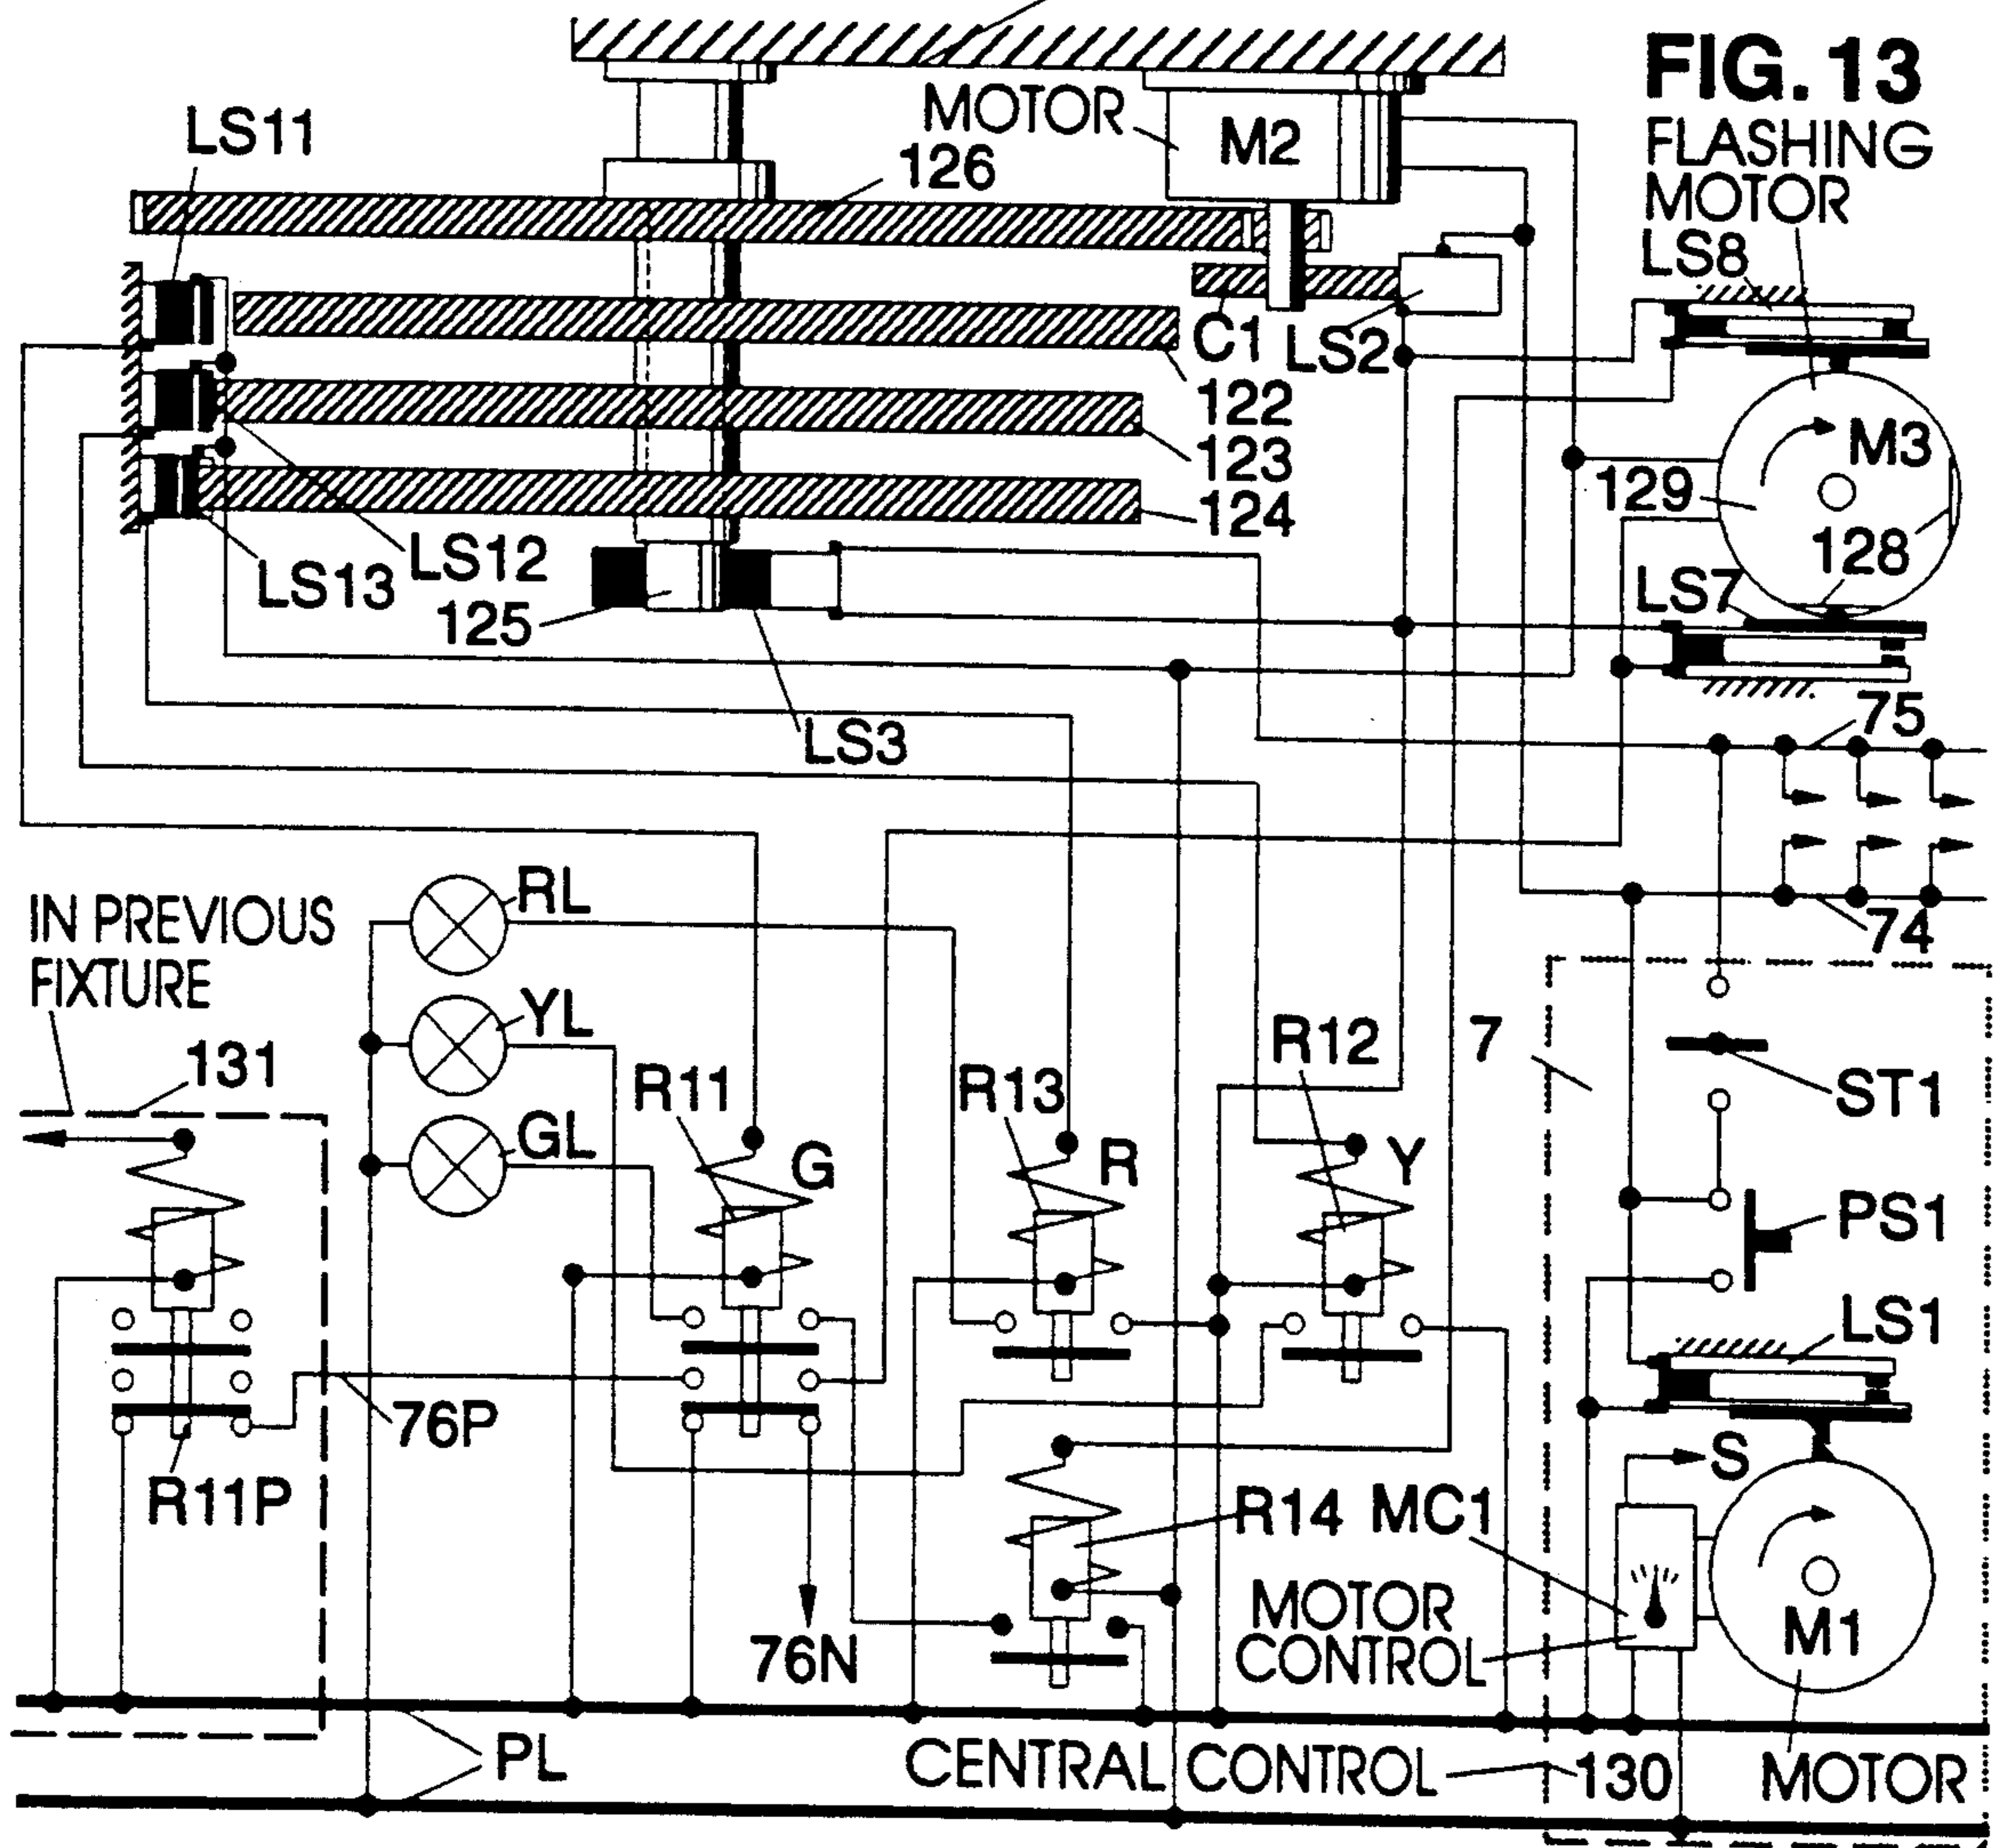 FIG. 13
LS11
MOTOR
M2
126
FLASHING
MOTOR
LS8
C1
LS2
122
123
124
M3
129
128
LS13
LS12
125
LS7
LS3
75
74
IN PREVIOUS
FIXTURE
RL
YL
GL
131
R11
G
R13
R
R12
Y
7
ST1
PS1
LS1
76P
R11P
S
R14
MC1
MOTOR
CONTROL
M1
76N
PL
CENTRAL CONTROL
130
MOTOR